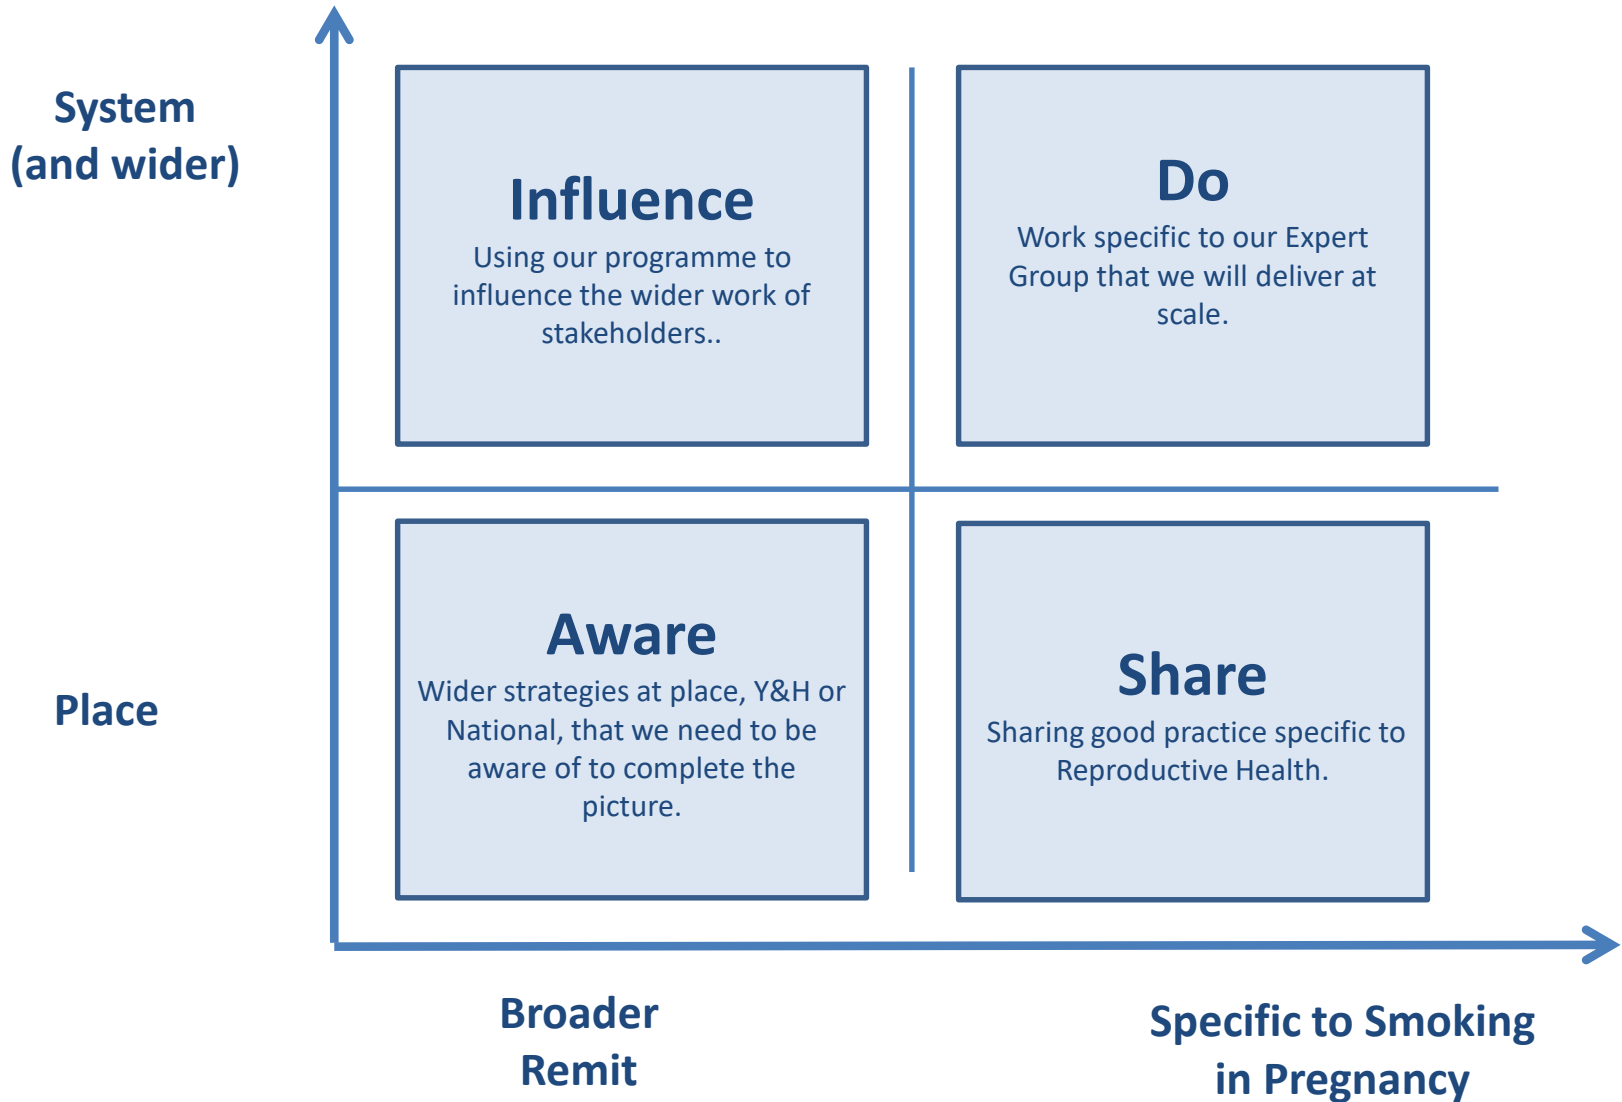 System
(and wider)
Influence
Using our programme to
influence the wider work of
stakeholders..
Do
Work specific to our Expert
Group that we will deliver at
scale.
Place
Aware
Wider strategies at place, Y&H or
National, that we need to be
aware of to complete the
picture.
Share
Sharing good practice specific to
Reproductive Health.
Broader
Remit
Specific to Smoking
in Pregnancy